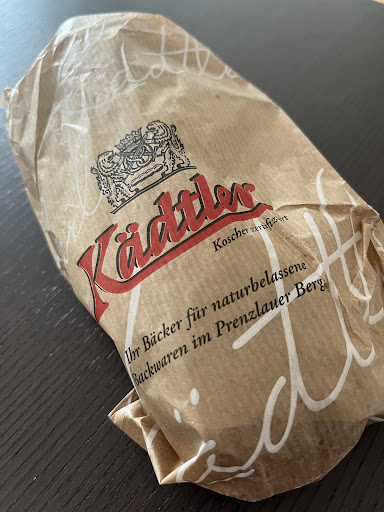 Kädtler
Koscher zertifiziert
Ihr Bäcker für naturbelassene
Backwaren im Prenzlauer Berg